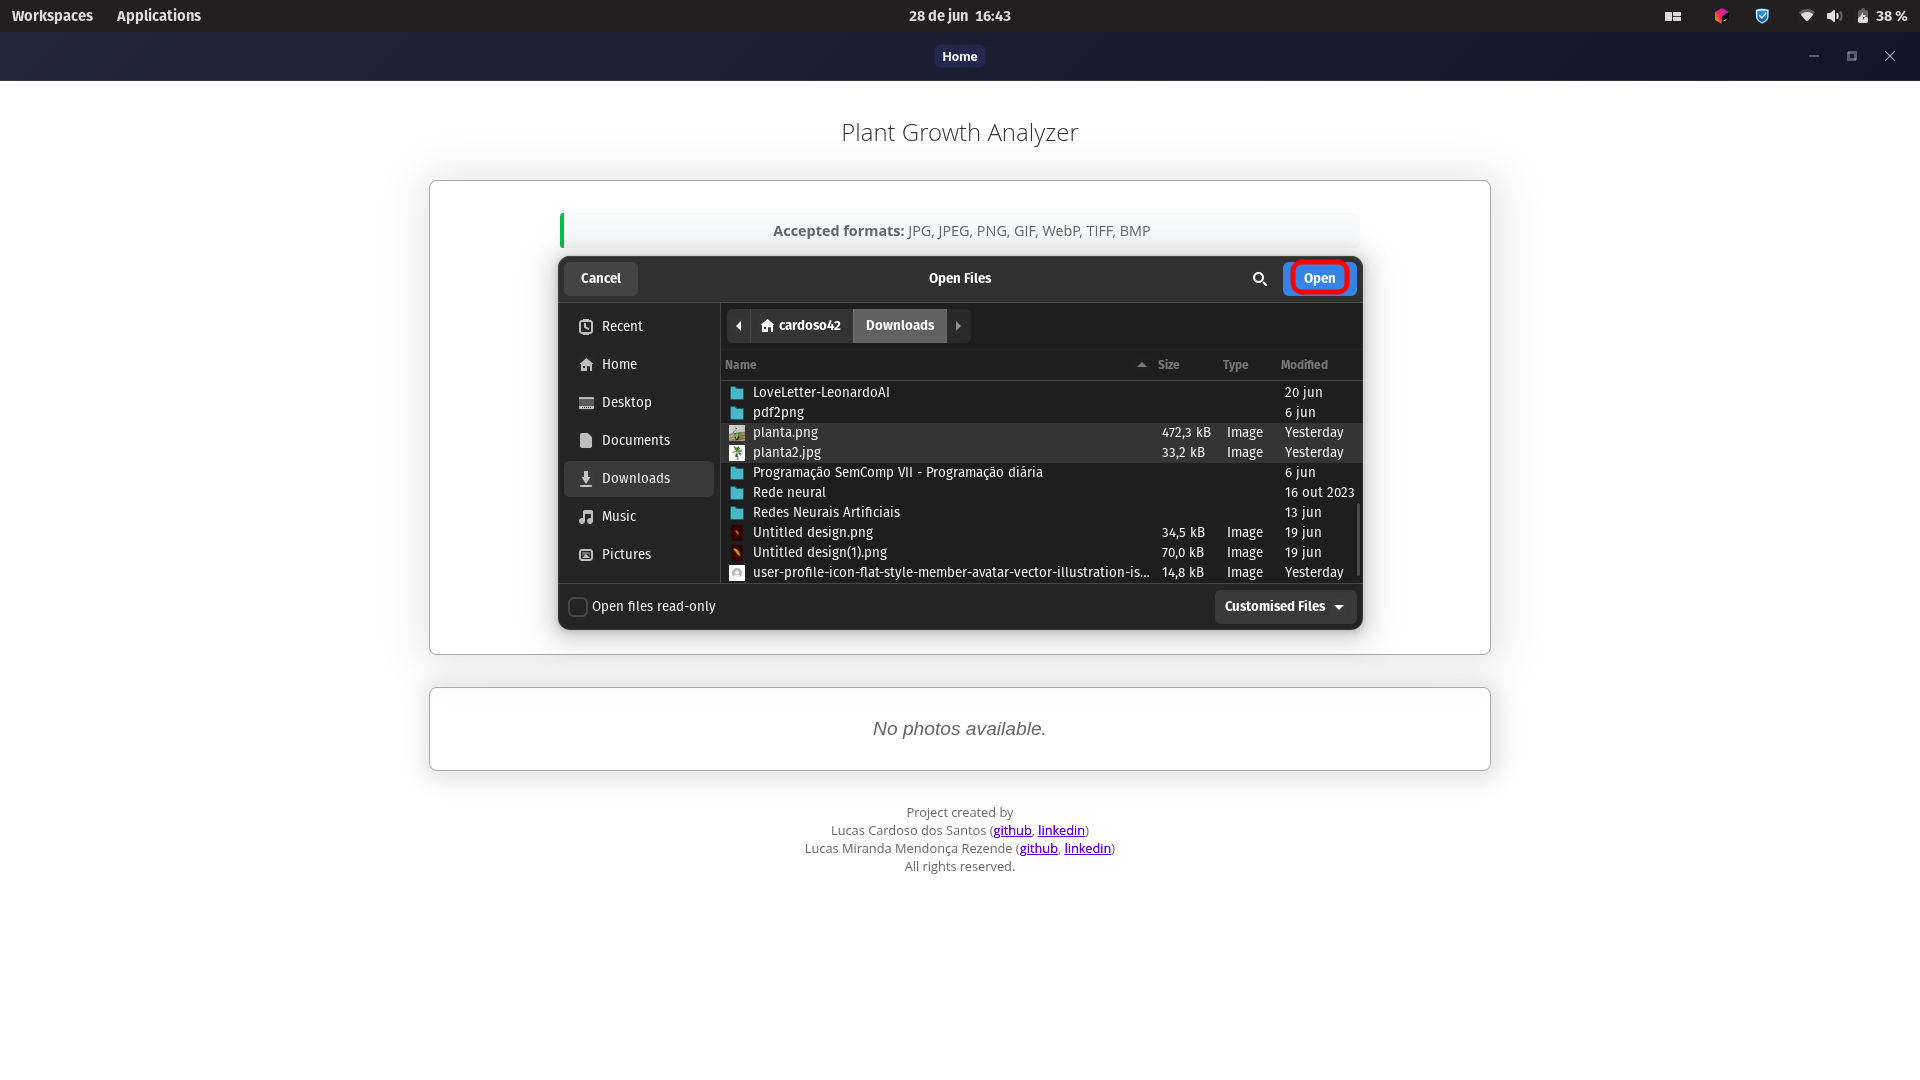 Workspaces Applications 28 de jun 16:43 38 %
Home
Plant Growth Analyzer
Accepted formats: JPG, JPEG, PNG, GIF, WebP, TIFF, BMP
Cancel Open Files Open
Recent
Home
Desktop
Documents
Downloads
Music
Pictures
cardoso42 Downloads
Name Size Type Modified
LoveLetter-LeonardoAI 20 jun
pdf2png 6 jun
planta.png 472,3 kB Image Yesterday
planta2.jpg 33,2 kB Image Yesterday
Programação SemComp VII - Programação diária 6 jun
Rede neural 16 out 2023
Redes Neurais Artificiais 13 jun
Untitled design.png 34,5 kB Image 19 jun
Untitled design(1).png 70,0 kB Image 19 jun
user-profile-icon-flat-style-member-avatar-vector-illustration-is... 14,8 kB Image Yesterday
Open files read-only Customised Files
No photos available.
Project created by
Lucas Cardoso dos Santos (github, linkedin)
Lucas Miranda Mendonça Rezende (github, linkedin)
All rights reserved.